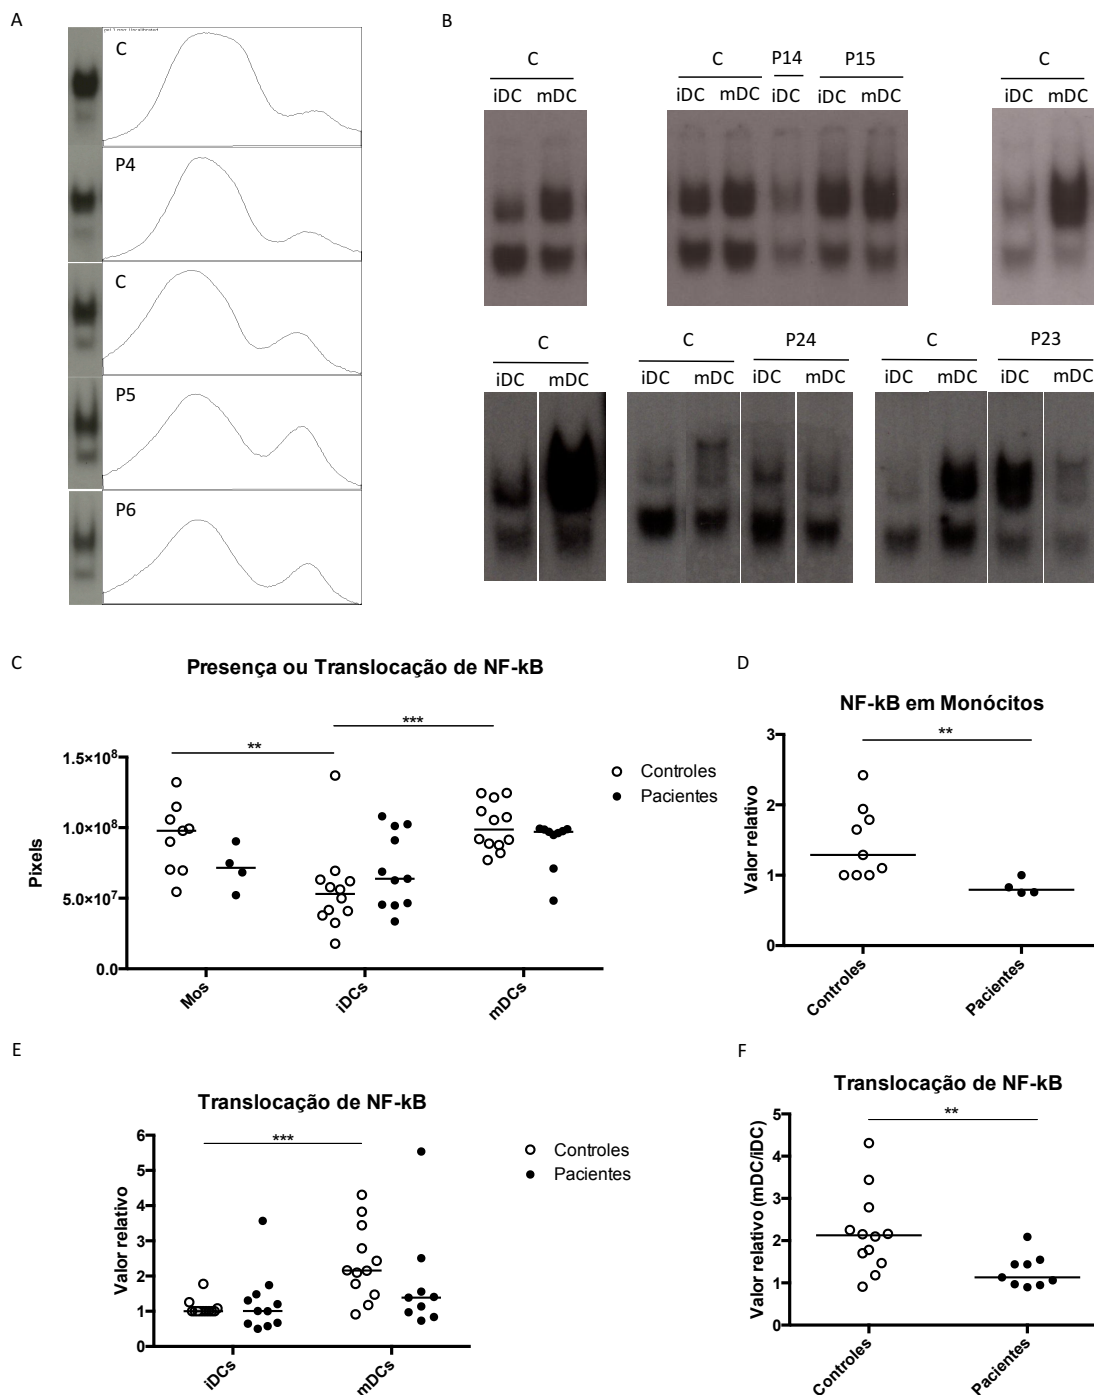 A
C
P4
C
P5
P6
B
C
iDC mDC
C P14 P15
iDC mDC iDC iDC mDC
C
iDC mDC
C
iDC mDC
C P24
iDC mDC iDC mDC
C P23
iDC mDC iDC mDC
C
Presença ou Translocação de NF-kB
** ***
Pixels
1.5×10⁸
1.0×10⁸
5.0×10⁷
0.0
Mos iDCs mDCs
Controles
Pacientes
D
NF-kB em Monócitos
**
Valor relativo
3
2
1
0
Controles Pacientes
E
Translocação de NF-kB
***
Valor relativo
6
5
4
3
2
1
0
iDCs mDCs
Controles
Pacientes
F
Translocação de NF-kB
**
Valor relativo (mDC/iDC)
5
4
3
2
1
0
Controles Pacientes